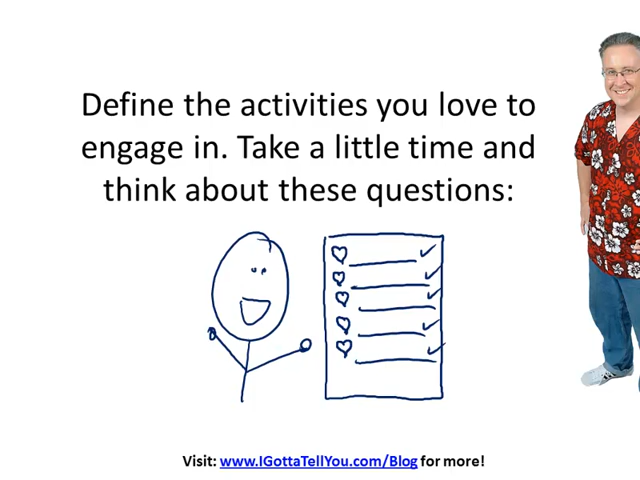 Define the activities you love to
engage in. Take a little time and
think about these questions:
Visit: www.IGottaTellYou.com/Blog for more!